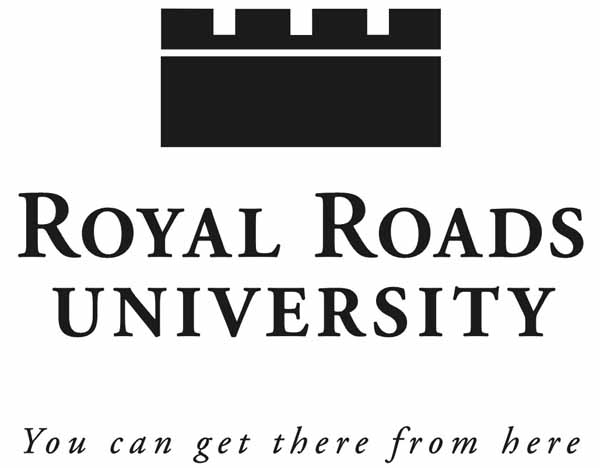 ROYAL ROADS
UNIVERSITY
You can get there from here